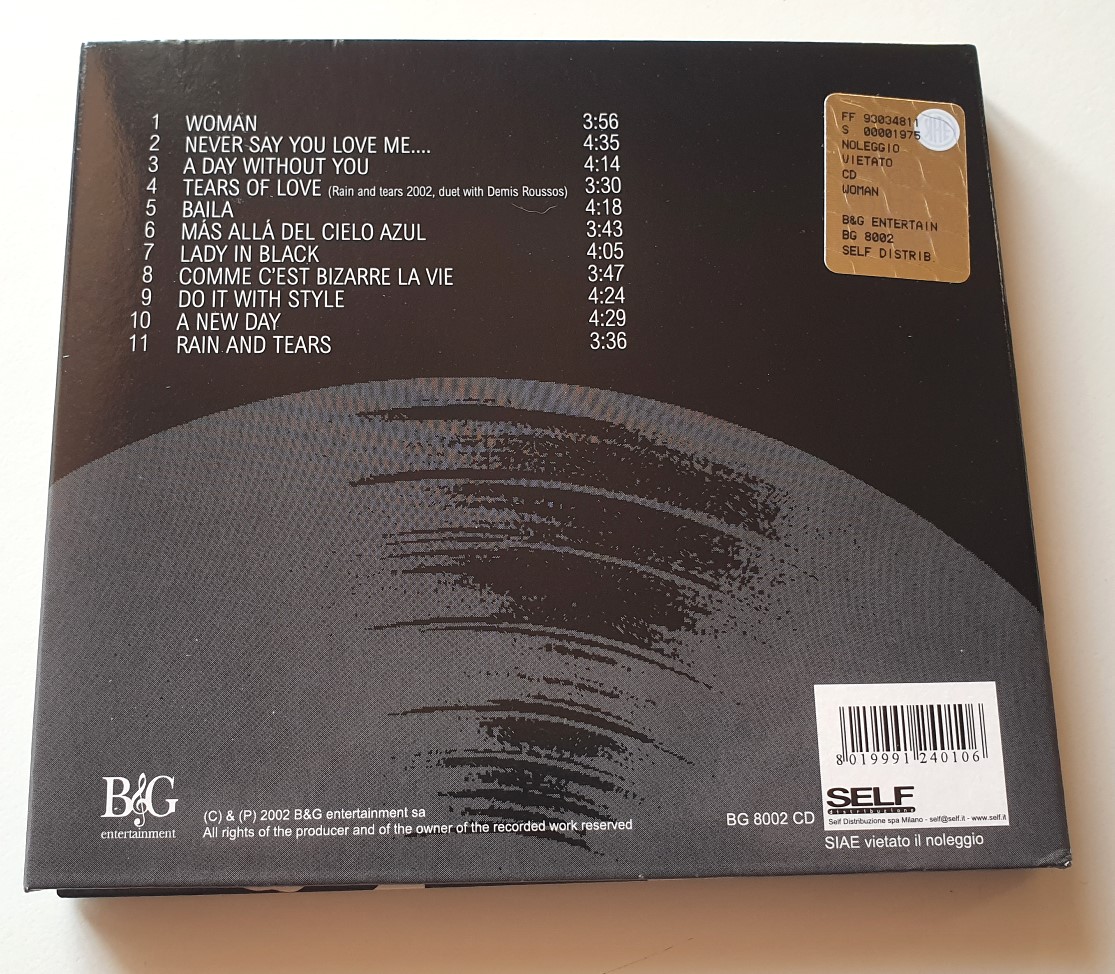 1 WOMAN 3:56
2 NEVER SAY YOU LOVE ME.... 4:35
3 A DAY WITHOUT YOU 4:14
4 TEARS OF LOVE (Rain and tears 2002, duet with Demis Roussos) 3:30
5 BAILA 4:18
6 MÁS ALLÁ DEL CIELO AZUL 3:43
7 LADY IN BLACK 4:05
8 COMME C'EST BIZARRE LA VIE 3:47
9 DO IT WITH STYLE 4:24
10 A NEW DAY 4:29
11 RAIN AND TEARS 3:36
FF 93034811
S 00001975
NOLEGGIO
VIETATO
CD
WOMAN
B&G ENTERTAIN
BG 8002
SELF DISTRIB
B&G
entertainment
(C) & (P) 2002 B&G entertainment sa
All rights of the producer and of the owner of the recorded work reserved
BG 8002 CD
8 019991 240106
SELF
distribuzione
Self Distribuzione spa Milano - self@self.it - www.self.it
SIAE vietato il noleggio